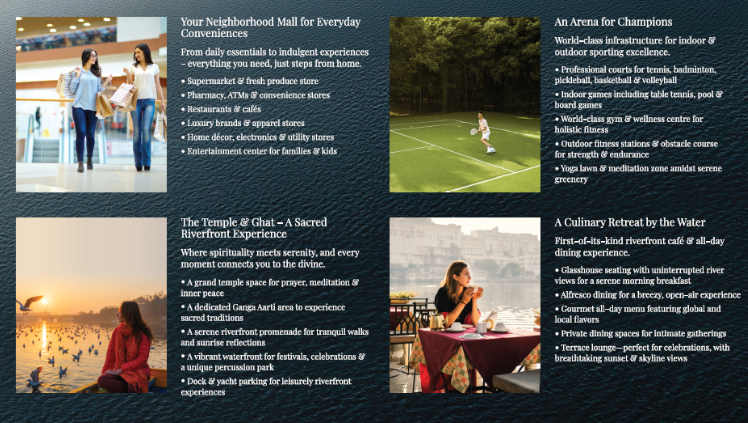 Your Neighborhood Mall for Everyday
Conveniences
From daily essentials to indulgent experiences
– everything you need, just steps from home.
• Supermarket & fresh produce store
• Pharmacy, ATMs & convenience stores
• Restaurants & cafés
• Luxury brands & apparel stores
• Home décor, electronics & utility stores
• Entertainment center for families & kids
An Arena for Champions
World-class infrastructure for indoor &
outdoor sporting excellence.
• Professional courts for tennis, badminton,
pickleball, basketball & volleyball
• Indoor games including table tennis, pool &
board games
• World-class gym & wellness centre for
holistic fitness
• Outdoor fitness stations & obstacle course
for strength & endurance
• Yoga lawn & meditation zone amidst serene
greenery
The Temple & Ghat – A Sacred
Riverfront Experience
Where spirituality meets serenity, and every
moment connects you to the divine.
• A grand temple space for prayer, meditation &
inner peace
• A dedicated Ganga Aarti area to experience
sacred traditions
• A serene riverfront promenade for tranquil walks
and sunrise reflections
• A vibrant waterfront for festivals, celebrations &
a unique percussion park
• Dock & yacht parking for leisurely riverfront
experiences
A Culinary Retreat by the Water
First-of-its-kind riverfront café & all-day
dining experience.
• Glasshouse seating with uninterrupted river
views for a serene morning breakfast
• Alfresco dining for a breezy, open-air experience
• Gourmet all-day menu featuring global and
local flavors
• Private dining spaces for intimate gatherings
• Terrace lounge—perfect for celebrations, with
breathtaking sunset & skyline views